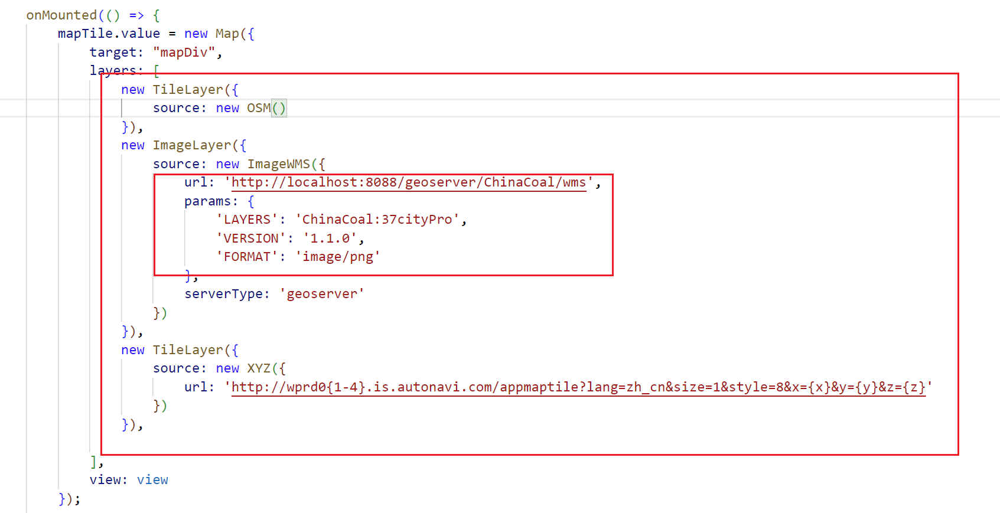 onMounted(() => {
mapTile.value = new Map({
target: "mapDiv",
layers: [
new TileLayer({
source: new OSM()
}),
new ImageLayer({
source: new ImageWMS({
url: 'http://localhost:8088/geoserver/ChinaCoal/wms',
params: {
'LAYERS': 'ChinaCoal:37cityPro',
'VERSION': '1.1.0',
'FORMAT': 'image/png'
},
serverType: 'geoserver'
})
}),
new TileLayer({
source: new XYZ({
url: 'http://wprd0{1-4}.is.autonavi.com/appmaptile?lang=zh_cn&size=1&style=8&x={x}&y={y}&z={z}'
})
}),
],
view: view
});